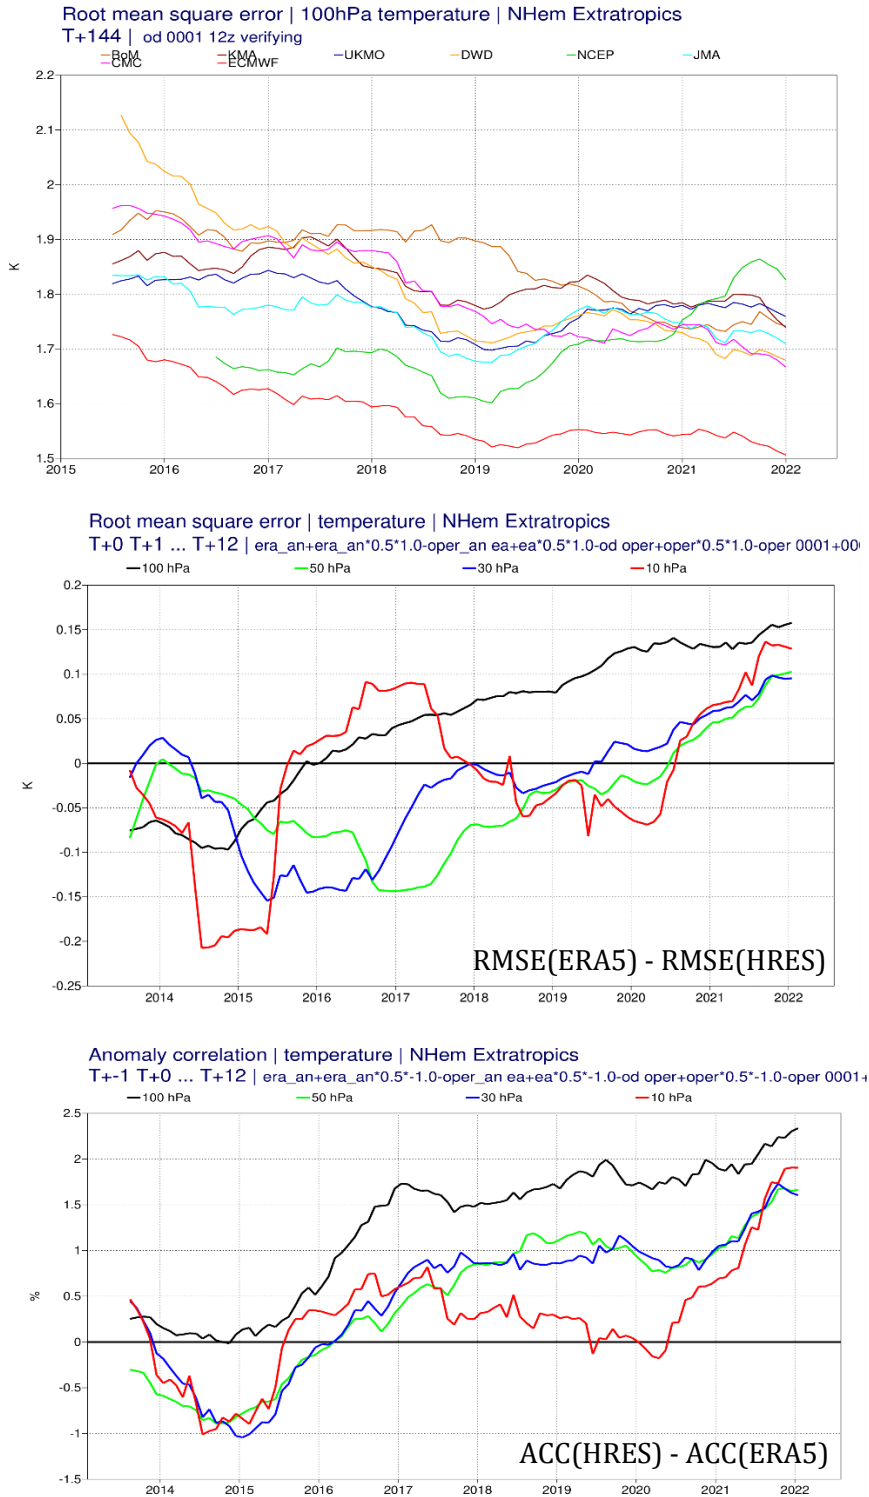 Root mean square error | 100hPa temperature | NHem Extratropics
T+144 | od 0001 12z verifying
BoM KMA UKMO DWD NCEP JMA
CMC ECMWF
2.2
2.1
2
1.9
1.8
1.7
1.6
1.5
K
2015 2016 2017 2018 2019 2020 2021 2022
Root mean square error | temperature | NHem Extratropics
T+0 T+1 ... T+12 | era_an+era_an*0.5*1.0-oper_an ea+ea*0.5*1.0-od oper+oper*0.5*1.0-oper 0001+00
100 hPa 50 hPa 30 hPa 10 hPa
0.2
0.15
0.1
0.05
0
-0.05
-0.1
-0.15
-0.2
-0.25
K
RMSE(ERA5) - RMSE(HRES)
2014 2015 2016 2017 2018 2019 2020 2021 2022
Anomaly correlation | temperature | NHem Extratropics
T+-1 T+0 ... T+12 | era_an+era_an*0.5*-1.0-oper_an ea+ea*0.5*-1.0-od oper+oper*0.5*-1.0-oper 0001+
100 hPa 50 hPa 30 hPa 10 hPa
2.5
2
1.5
1
0.5
0
-0.5
-1
-1.5
%
ACC(HRES) - ACC(ERA5)
2014 2015 2016 2017 2018 2019 2020 2021 2022